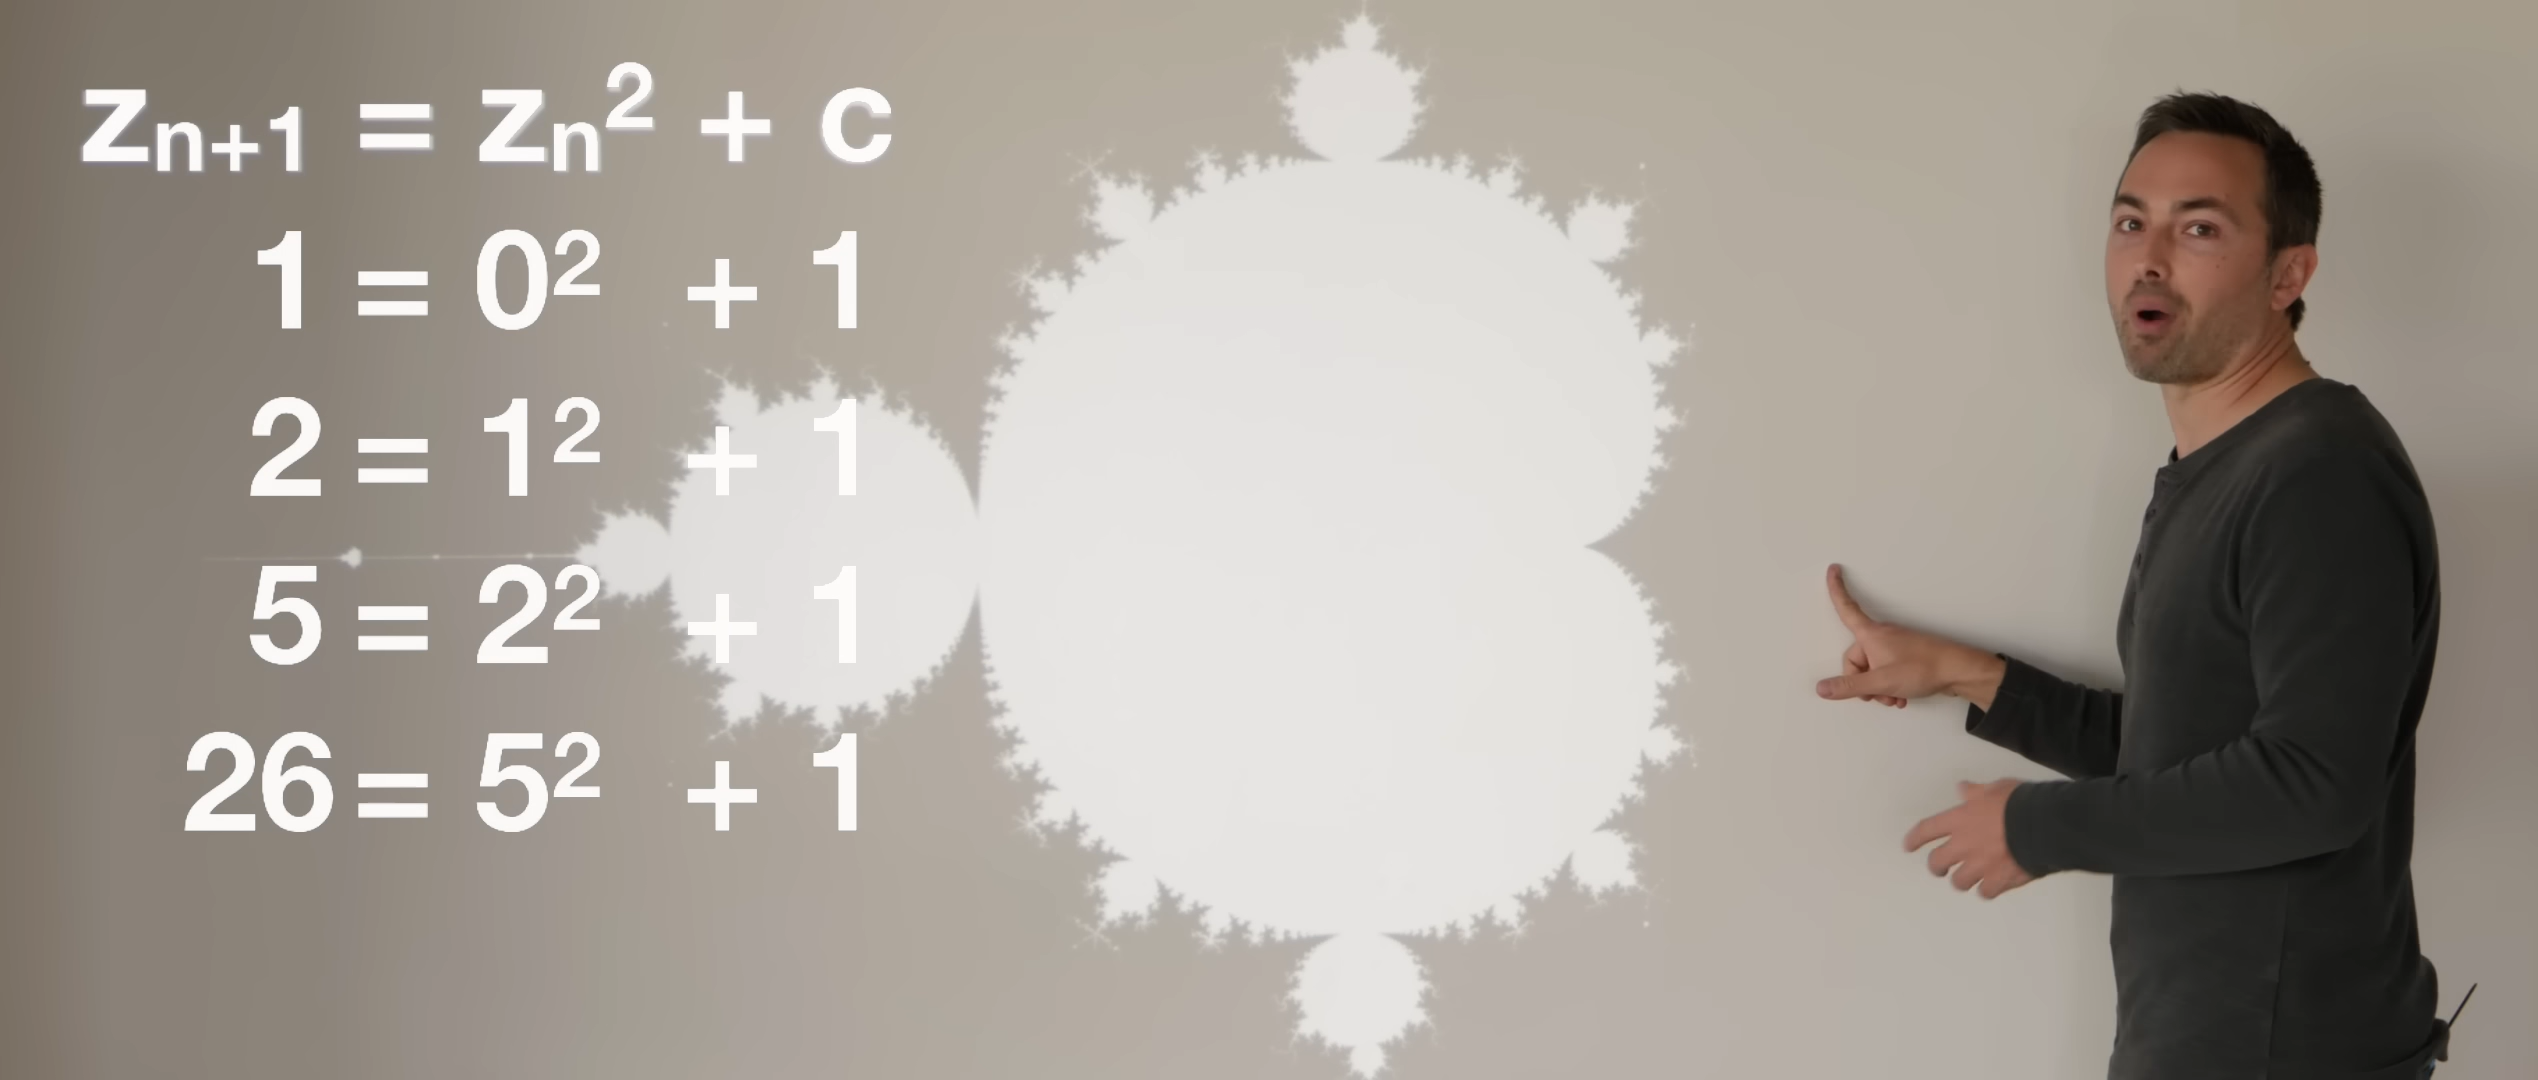 zₙ₊₁ = zₙ² + c
1 = 0² + 1
2 = 1² + 1
5 = 2² + 1
26 = 5² + 1